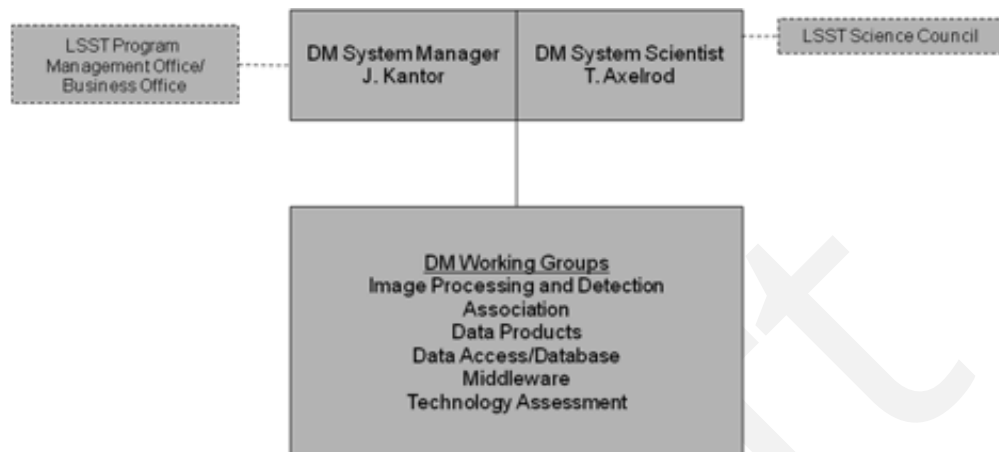 LSST Program
Management Office/
Business Office
DM System Manager
J. Kantor
DM System Scientist
T. Axelrod
LSST Science Council
DM Working Groups
Image Processing and Detection
Association
Data Products
Data Access/Database
Middleware
Technology Assessment